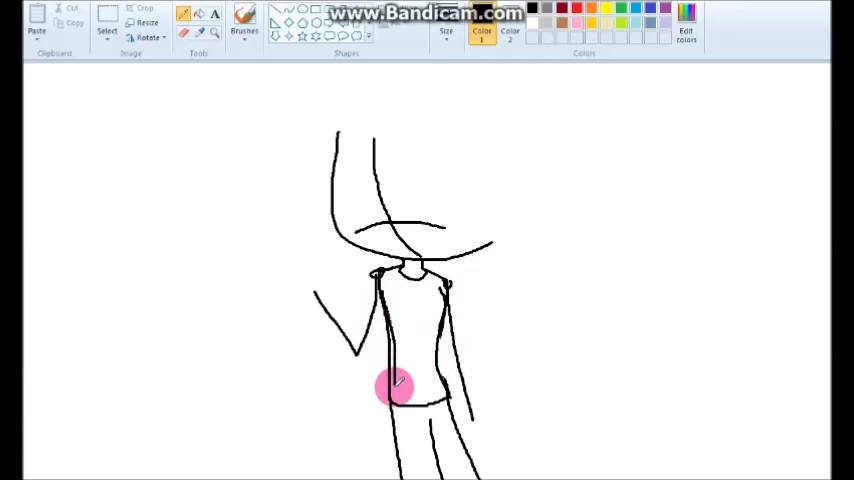 www.Bandicam.com
Paste
Cut
Copy
Clipboard
Select
Crop
Resize
Rotate
Image
A
Tools
Brushes
Shapes
Size
Color 1
Color 2
Edit colors
Colors